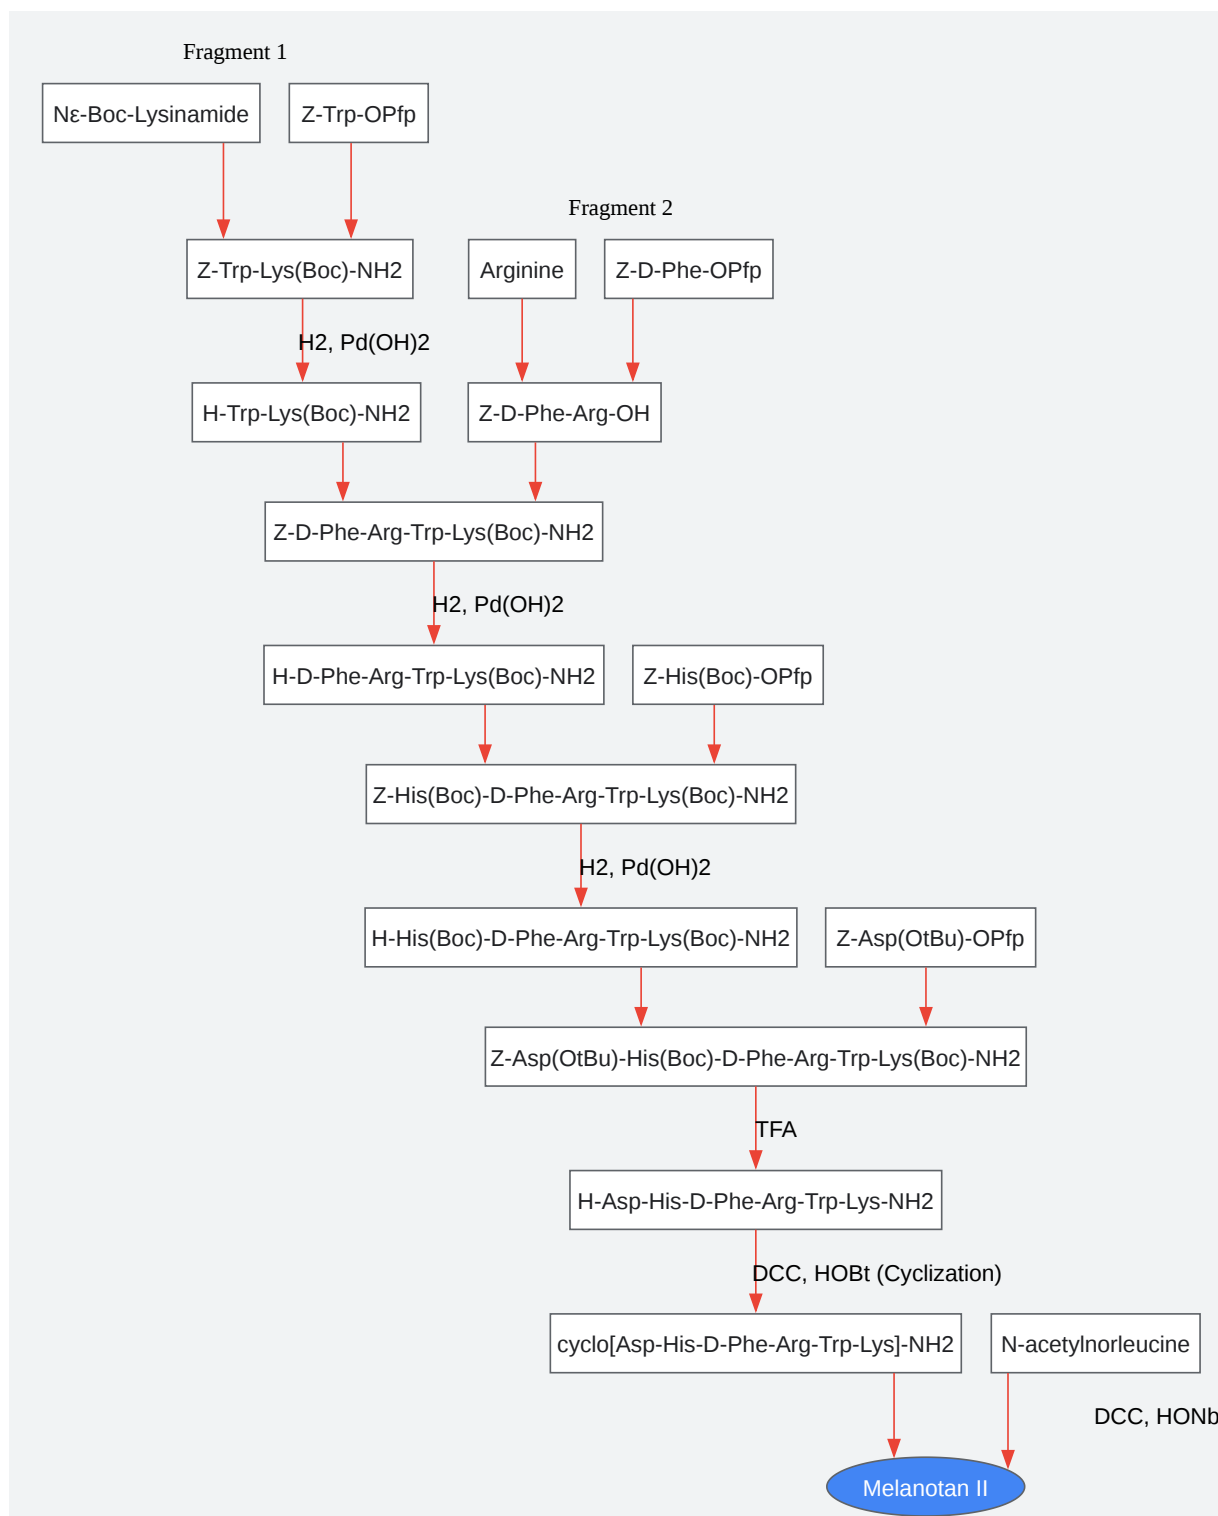 Fragment 1
Nε-Boc-Lysinamide
Z-Trp-OPfp
Fragment 2
Z-Trp-Lys(Boc)-NH2
Arginine
Z-D-Phe-OPfp
H2, Pd(OH)2
H-Trp-Lys(Boc)-NH2
Z-D-Phe-Arg-OH
Z-D-Phe-Arg-Trp-Lys(Boc)-NH2
H2, Pd(OH)2
H-D-Phe-Arg-Trp-Lys(Boc)-NH2
Z-His(Boc)-OPfp
Z-His(Boc)-D-Phe-Arg-Trp-Lys(Boc)-NH2
H2, Pd(OH)2
H-His(Boc)-D-Phe-Arg-Trp-Lys(Boc)-NH2
Z-Asp(OtBu)-OPfp
Z-Asp(OtBu)-His(Boc)-D-Phe-Arg-Trp-Lys(Boc)-NH2
TFA
H-Asp-His-D-Phe-Arg-Trp-Lys-NH2
DCC, HOBt (Cyclization)
cyclo[Asp-His-D-Phe-Arg-Trp-Lys]-NH2
N-acetylnorleucine
DCC, HONb
Melanotan II